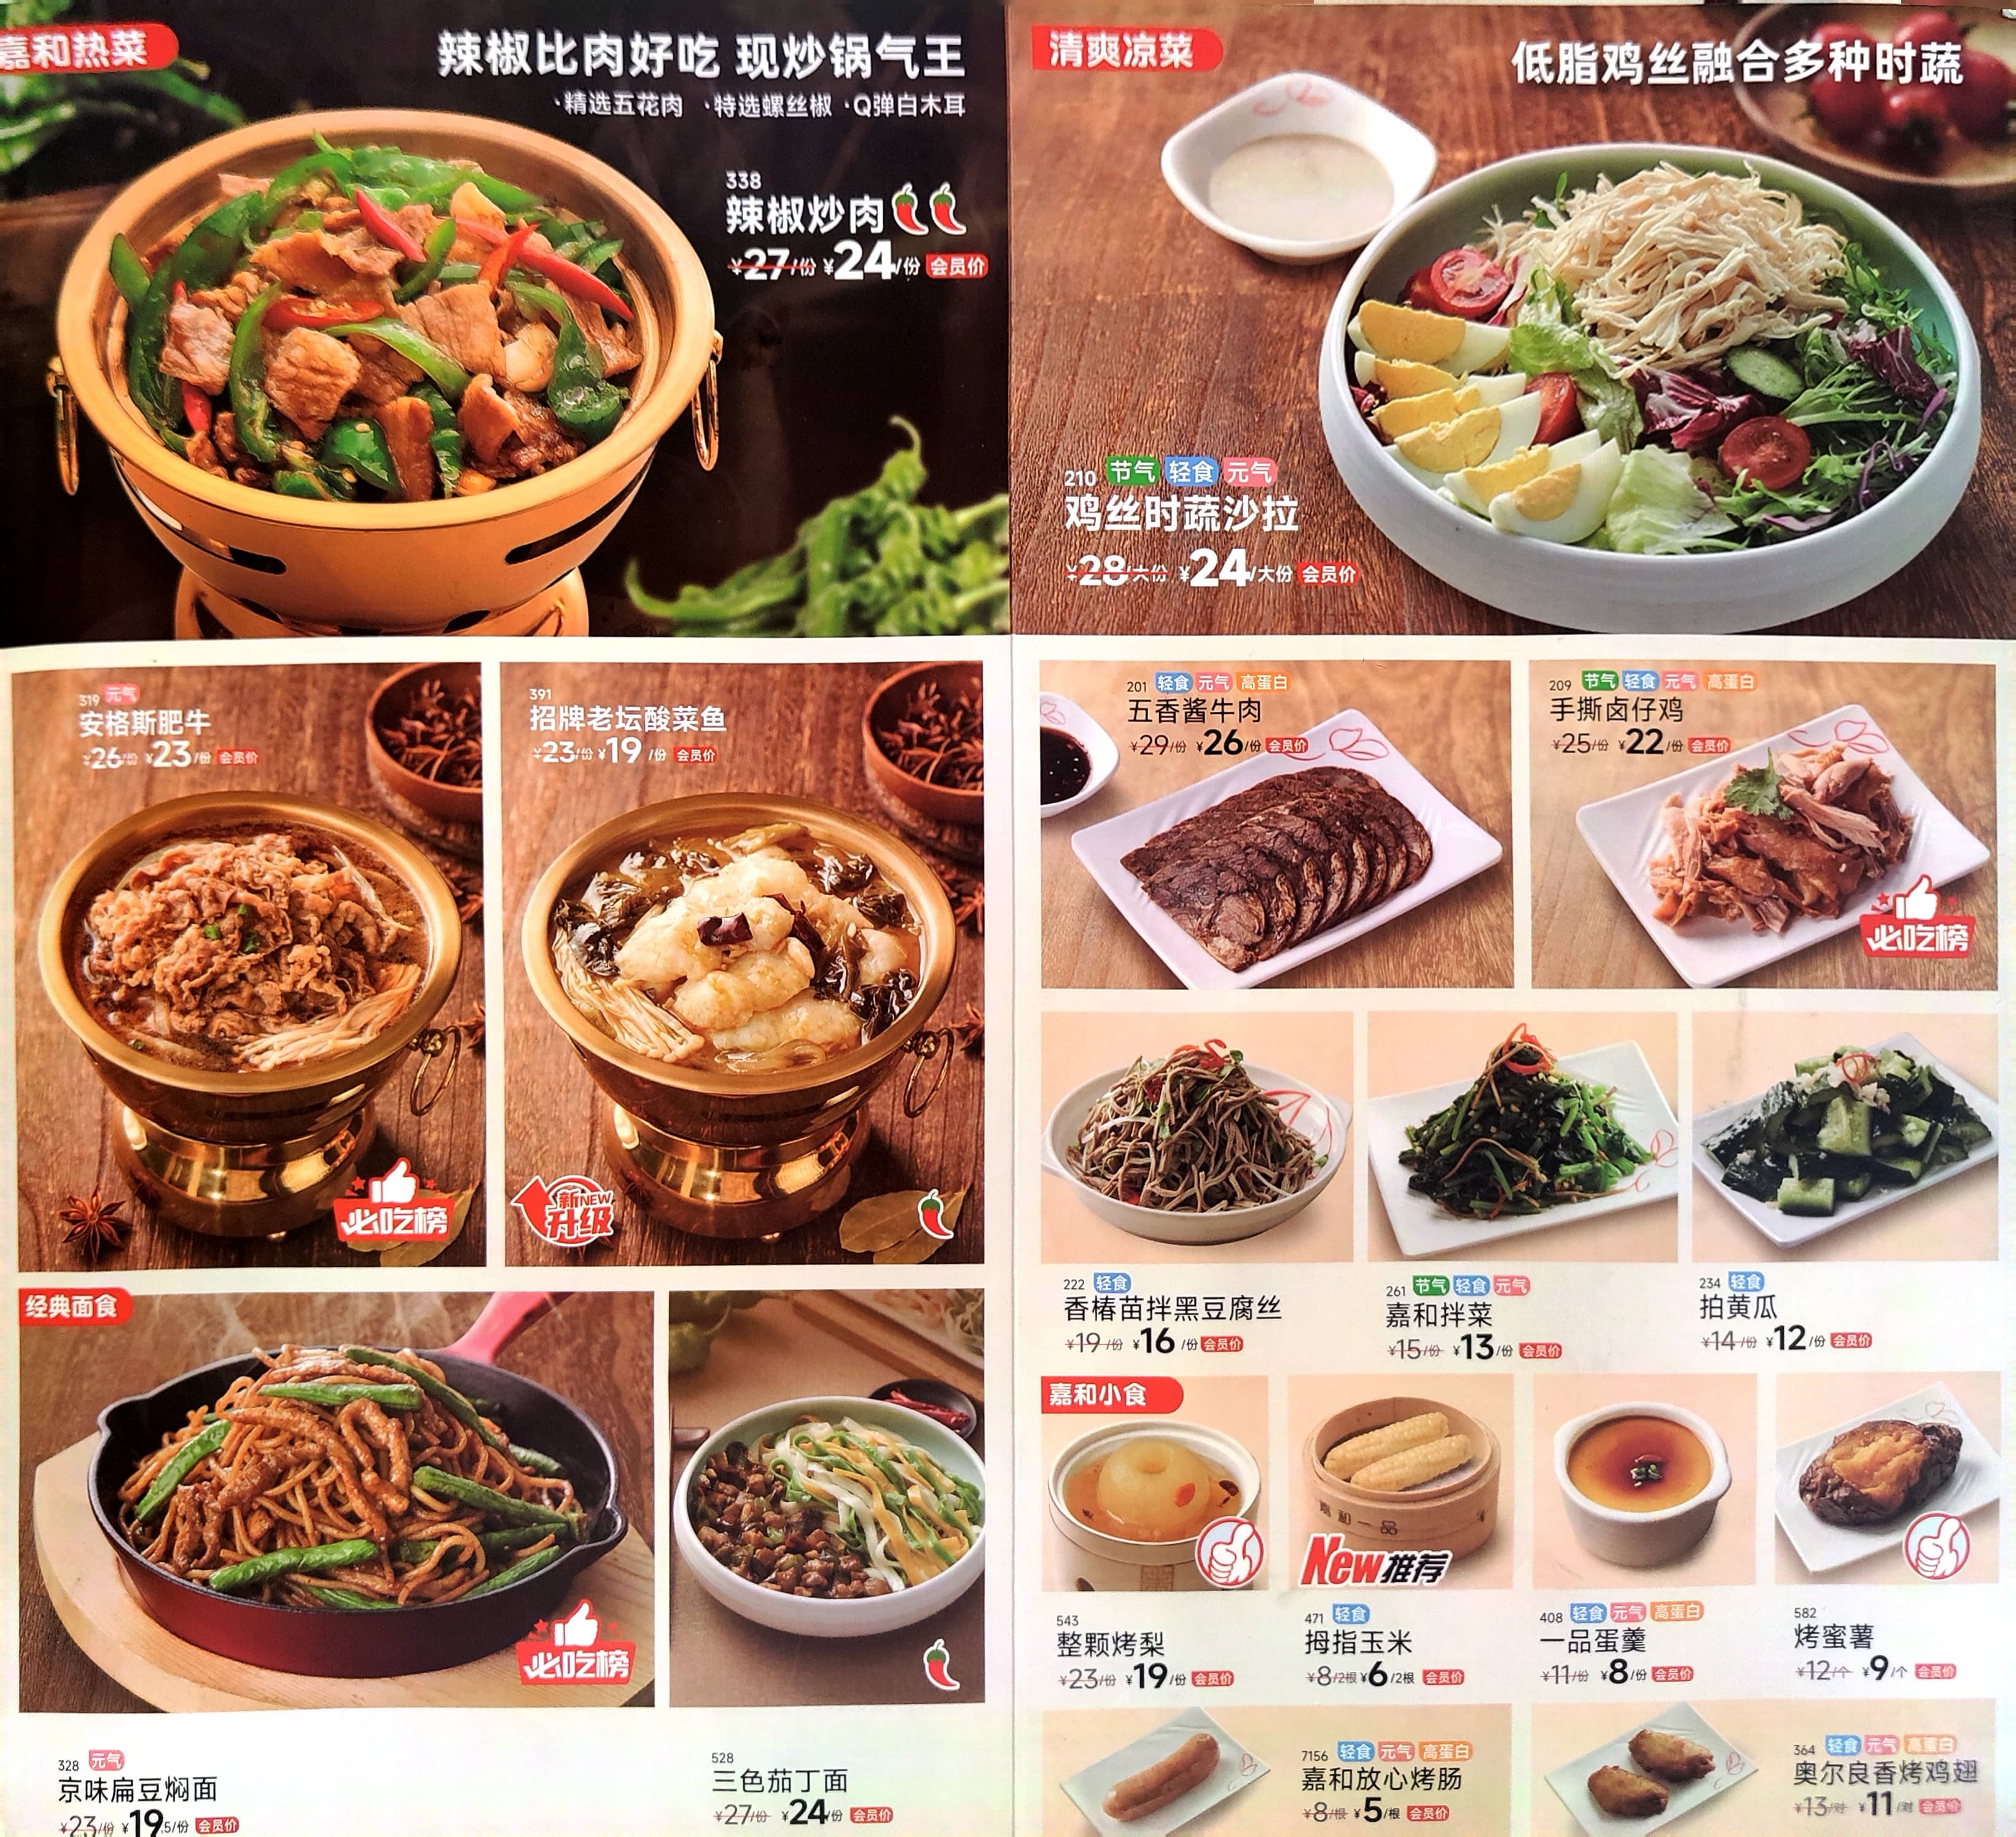 嘉和热菜
辣椒比肉好吃 现炒锅气王
·精选五花肉 ·特选螺丝椒 ·Q弹白木耳
338
辣椒炒肉
¥27/份 ¥24/份 会员价
清爽凉菜
低脂鸡丝融合多种时蔬
210 节气 轻食 元气
鸡丝时蔬沙拉
¥28/大份 ¥24/大份 会员价
319 元气
安格斯肥牛
¥26/份 ¥23/份 会员价
必吃榜
391
招牌老坛酸菜鱼
¥23/份 ¥19/份 会员价
新NEW
升级
201 轻食 元气 高蛋白
五香酱牛肉
¥29/份 ¥26/份 会员价
209 节气 轻食 元气 高蛋白
手撕卤仔鸡
¥25/份 ¥22/份 会员价
必吃榜
222 轻食
香椿苗拌黑豆腐丝
¥19/份 ¥16/份 会员价
261 节气 轻食 元气
嘉和拌菜
¥15/份 ¥13/份 会员价
234 轻食
拍黄瓜
¥14/份 ¥12/份 会员价
经典面食
必吃榜
328 元气
京味扁豆焖面
¥23/份 ¥19.5/份 会员价
528
三色茄丁面
¥27/份 ¥24/份 会员价
嘉和小食
嘉和一品
New推荐
543
整颗烤梨
¥23/份 ¥19/份 会员价
471 轻食
拇指玉米
¥8/2根 ¥6/2根 会员价
408 轻食 元气 高蛋白
一品蛋羹
¥11/份 ¥8/份 会员价
582
烤蜜薯
¥12/个 ¥9/个 会员价
7156 轻食 元气 高蛋白
嘉和放心烤肠
¥8/根 ¥5/根 会员价
364 轻食 元气 高蛋白
奥尔良香烤鸡翅
¥13/对 ¥11/对 会员价